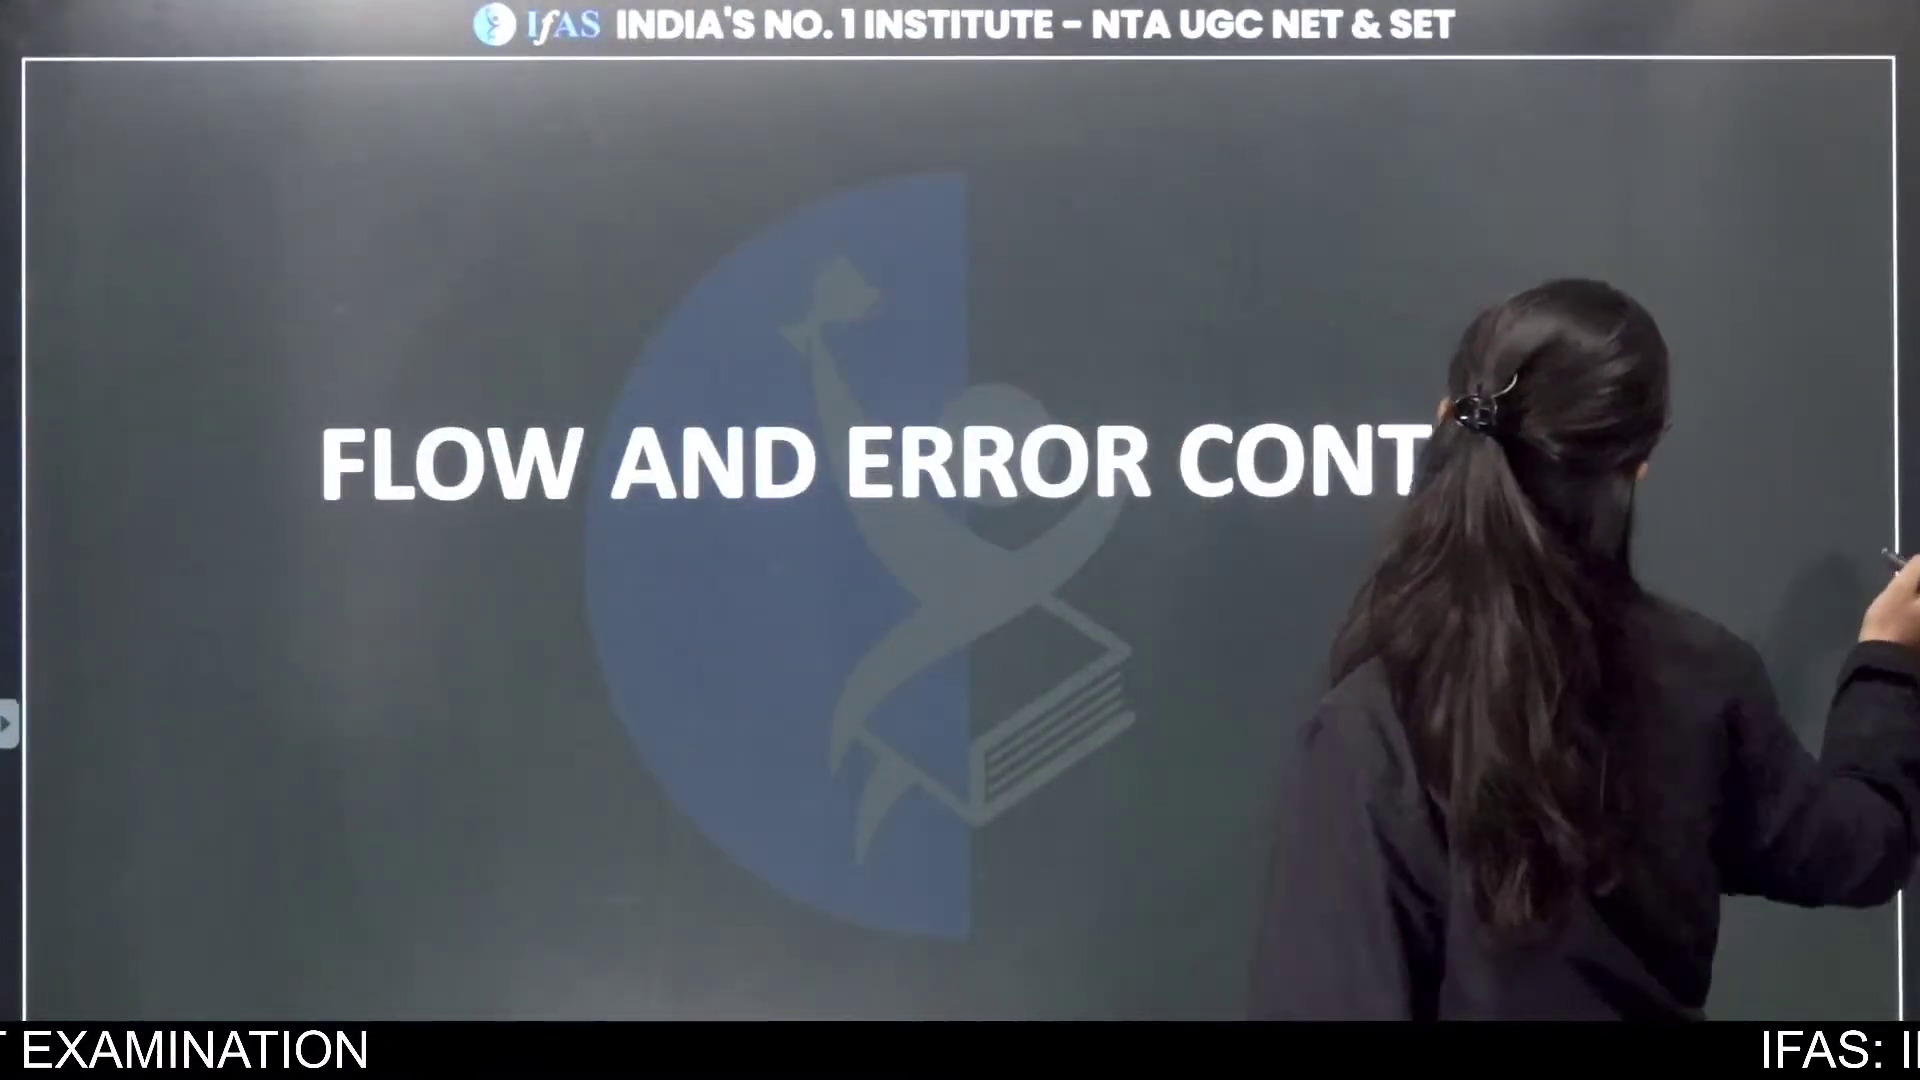 IfAS INDIA'S NO. 1 INSTITUTE - NTA UGC NET & SET
FLOW AND ERROR CONT
EXAMINATION
IFAS: